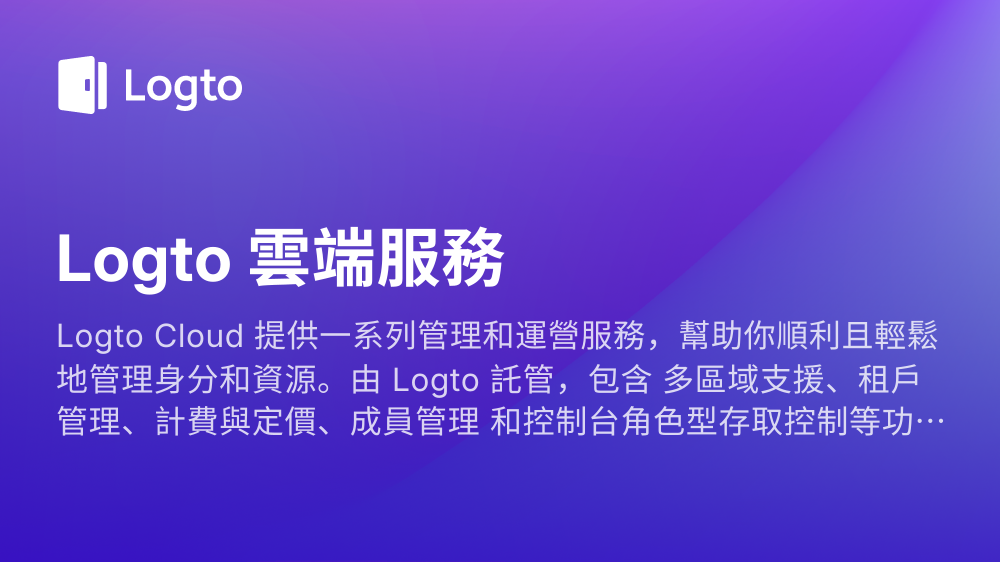 Logto
Logto 雲端服務
Logto Cloud 提供一系列管理和運營服務，幫助你順利且輕鬆
地管理身分和資源。由 Logto 託管，包含 多區域支援、租戶
管理、計費與定價、成員管理 和控制台角色型存取控制等功⋯